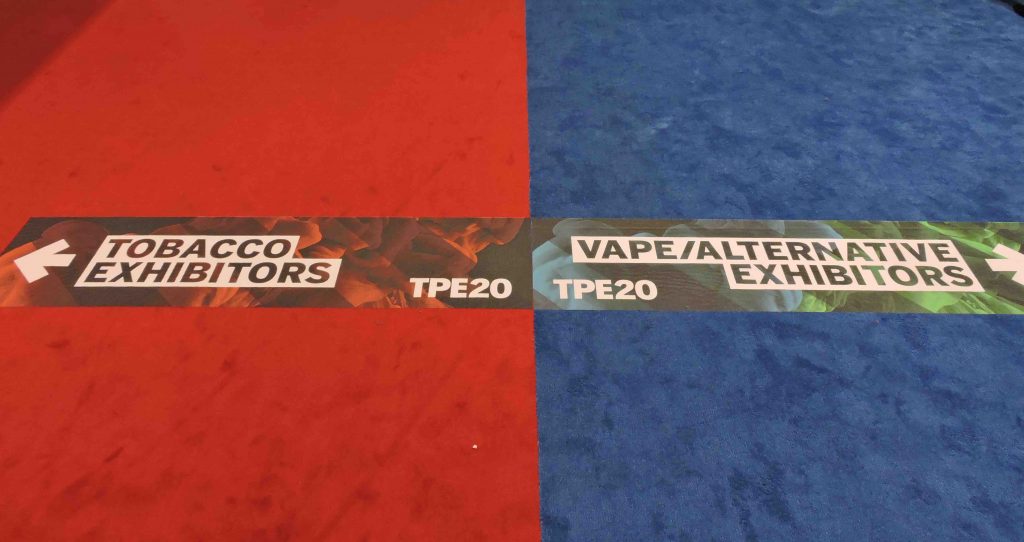 TOBACCO
EXHIBITORS
TPE20
VAPE/ALTERNATIVE
EXHIBITORS
TPE20